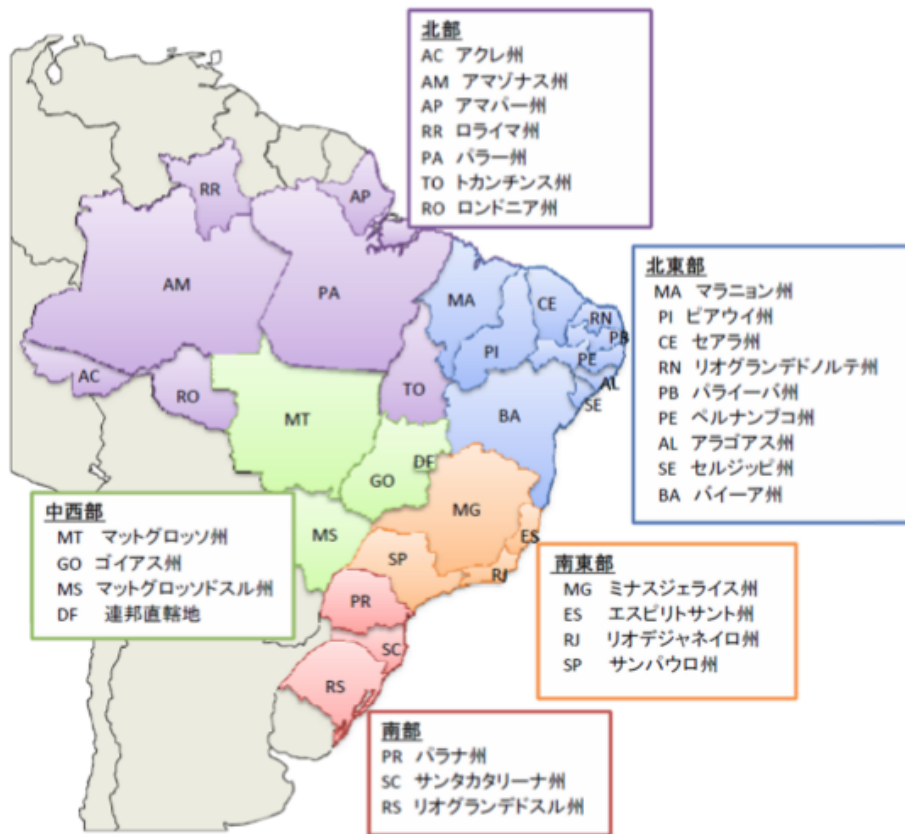 北部
AC アクレ州
AM アマゾナス州
AP アマパー州
RR ロライマ州
PA パラー州
TO トカンチンス州
RO ロンドニア州
北東部
MA マラニョン州
PI ピアウイ州
CE セアラ州
RN リオグランデドノルテ州
PB パライーバ州
PE ペルナンブコ州
AL アラゴアス州
SE セルジッピ州
BA バイーア州
中西部
MT マットグロッソ州
GO ゴイアス州
MS マットグロッソドスル州
DF 連邦直轄地
南東部
MG ミナスジェライス州
ES エスピリトサント州
RJ リオデジャネイロ州
SP サンパウロ州
南部
PR パラナ州
SC サンタカタリーナ州
RS リオグランデドスル州
RR
AP
AM
PA
MA
CE
RN
PB
PI
PE
AL
SE
AC
RO
TO
MT
BA
DF
GO
MG
MS
ES
SP
RJ
PR
SC
RS